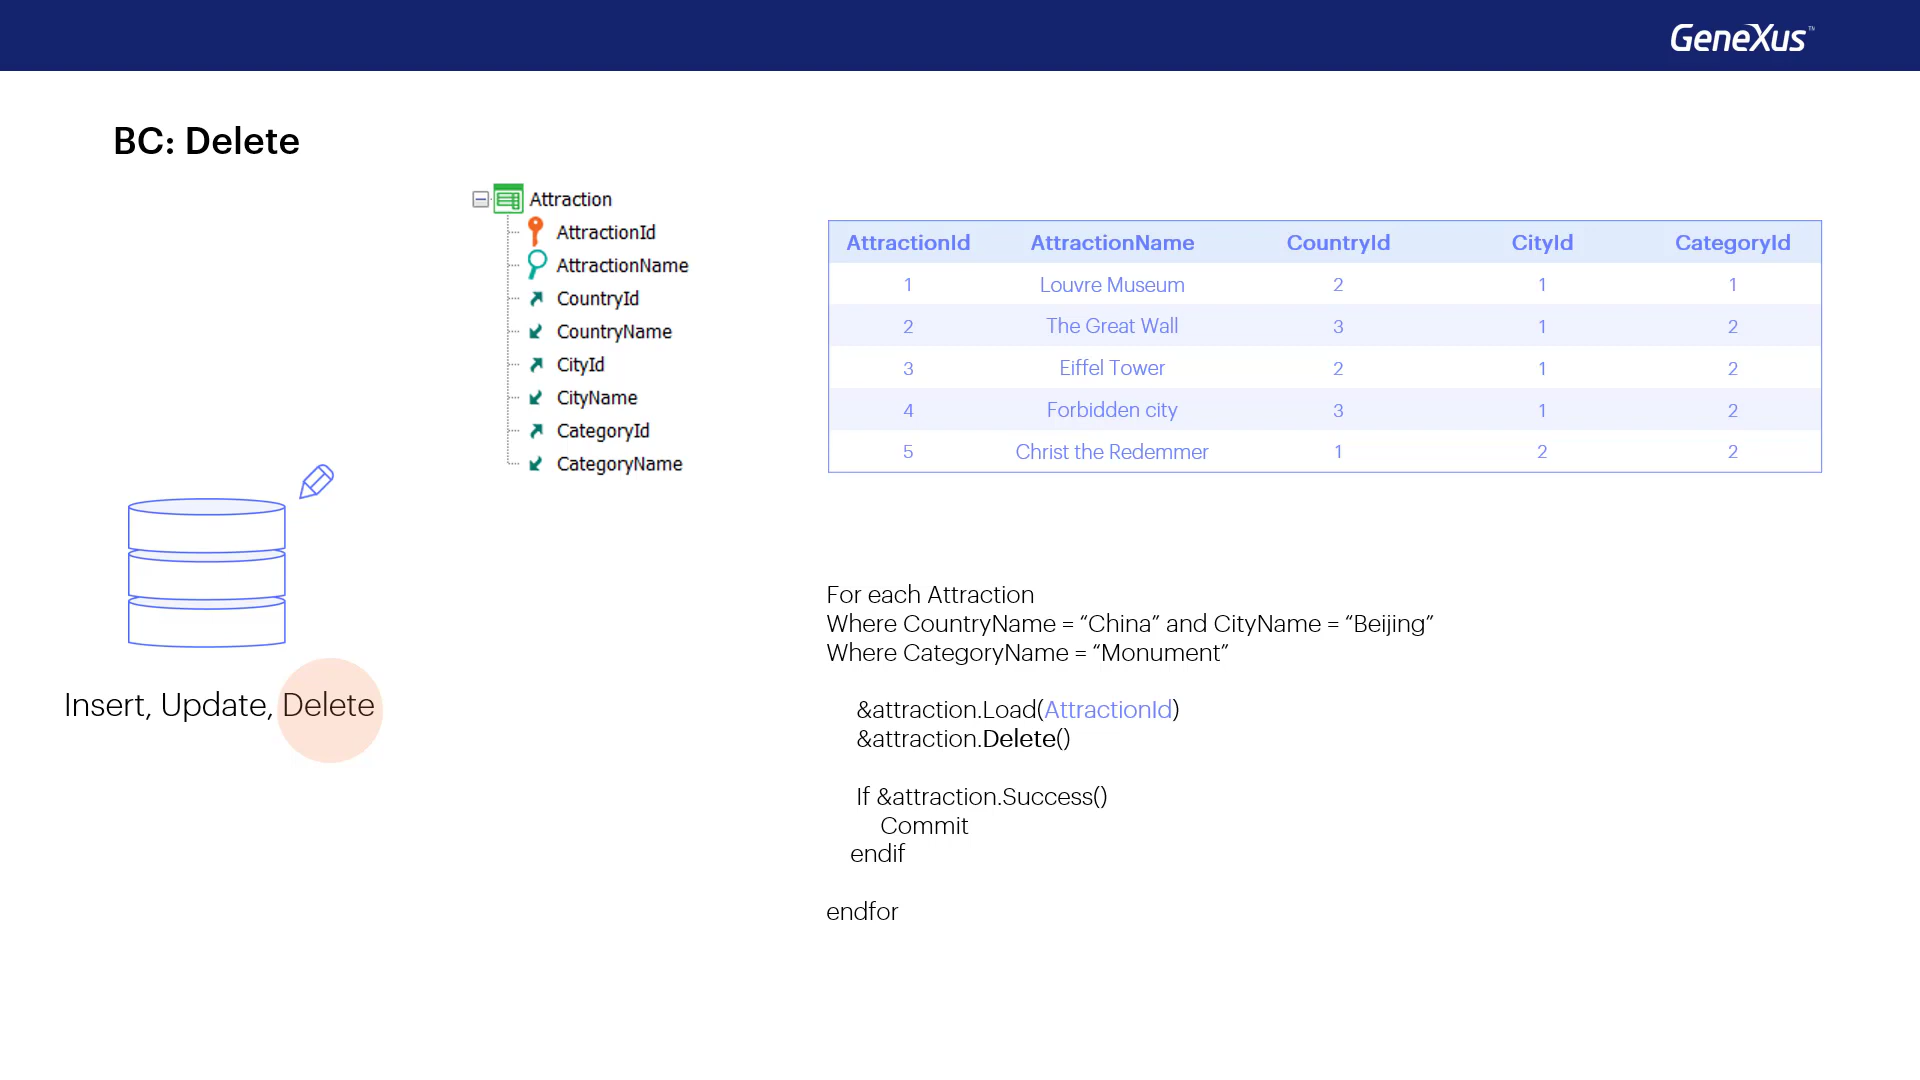 GeneXus™
BC: Delete
Attraction
AttractionId
AttractionName
CountryId
CountryName
CityId
CityName
CategoryId
CategoryName
AttractionId AttractionName CountryId CityId CategoryId
1 Louvre Museum 2 1 1
2 The Great Wall 3 1 2
3 Eiffel Tower 2 1 2
4 Forbidden city 3 1 2
5 Christ the Redemmer 1 2 2
Insert, Update, Delete
For each Attraction
Where CountryName = “China” and CityName = “Beijing”
Where CategoryName = “Monument”
&attraction.Load(AttractionId)
&attraction.Delete()
If &attraction.Success()
Commit
endif
endfor